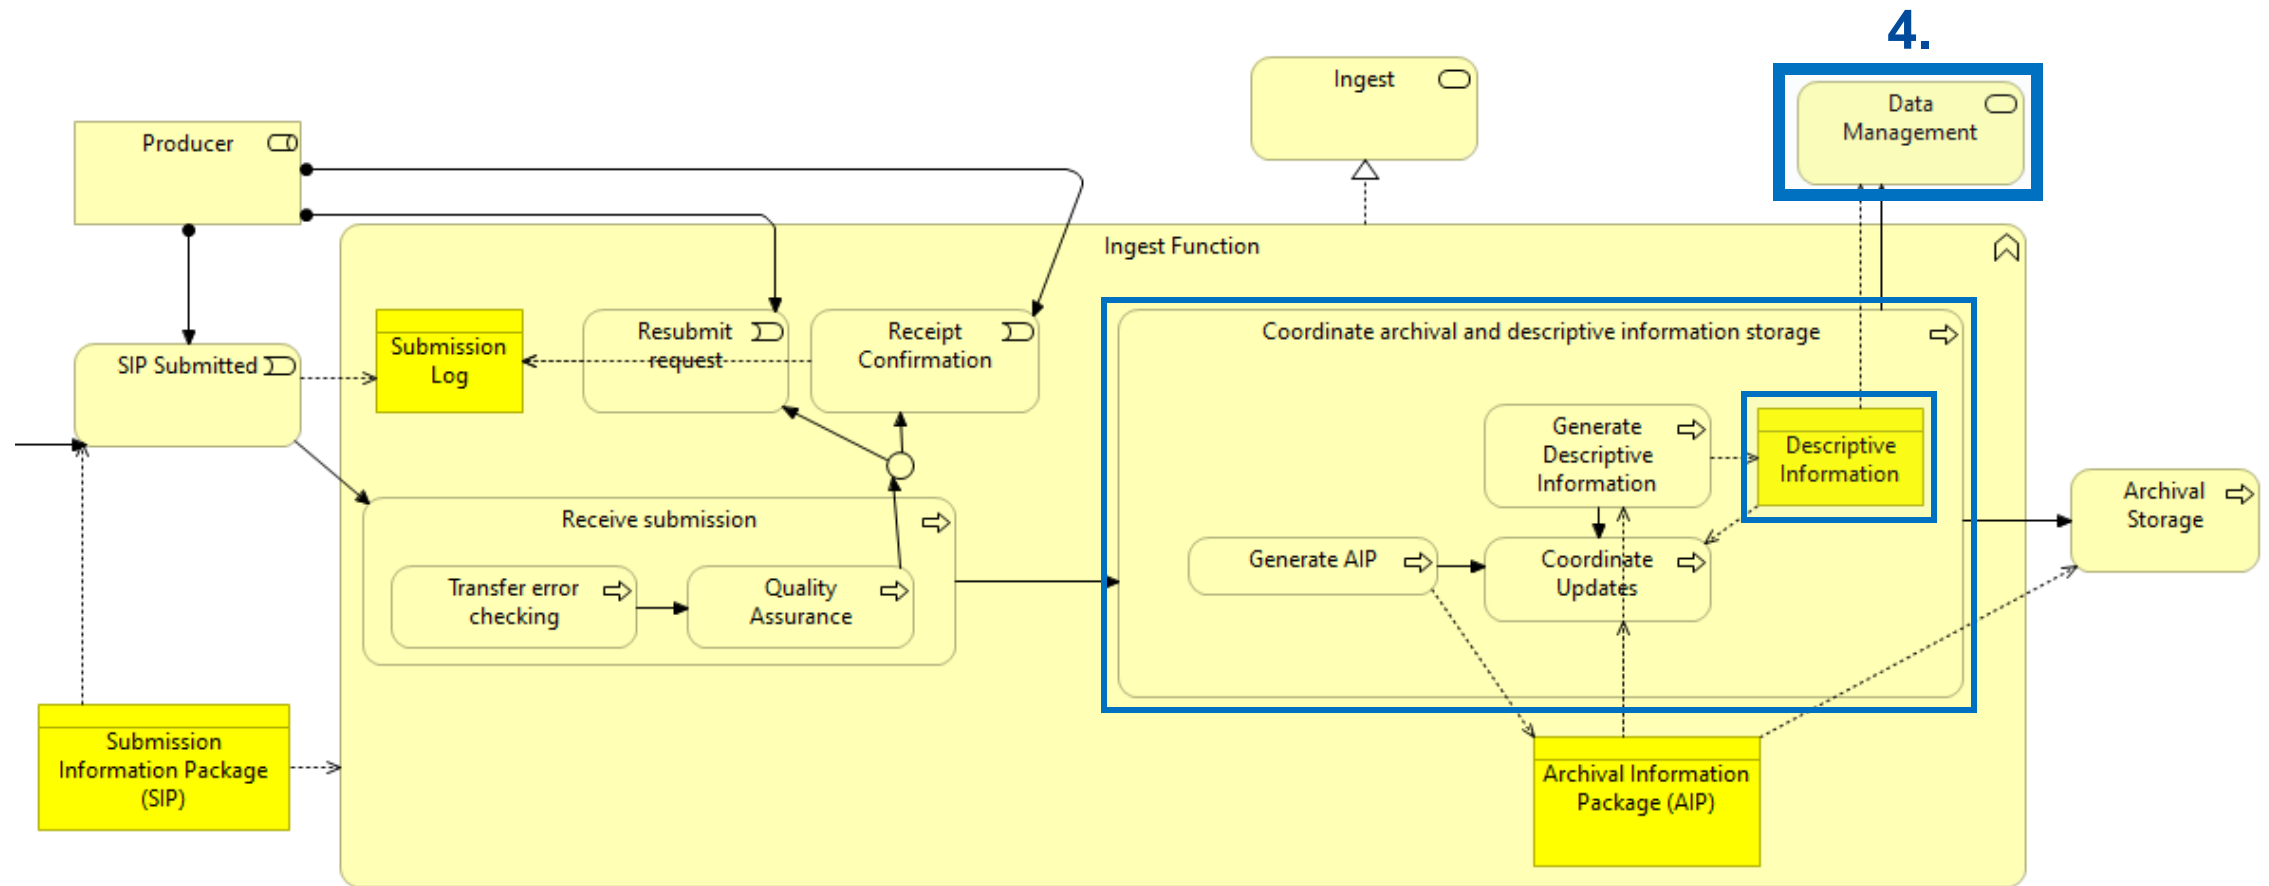 4.
Ingest
Data
Management
Producer
Ingest Function
SIP Submitted
Submission
Log
Resubmit
request
Receipt
Confirmation
Coordinate archival and descriptive information storage
Generate
Descriptive
Information
Descriptive
Information
Archival
Storage
Receive submission
Transfer error
checking
Quality
Assurance
Generate AIP
Coordinate
Updates
Submission
Information Package
(SIP)
Archival Information
Package (AIP)